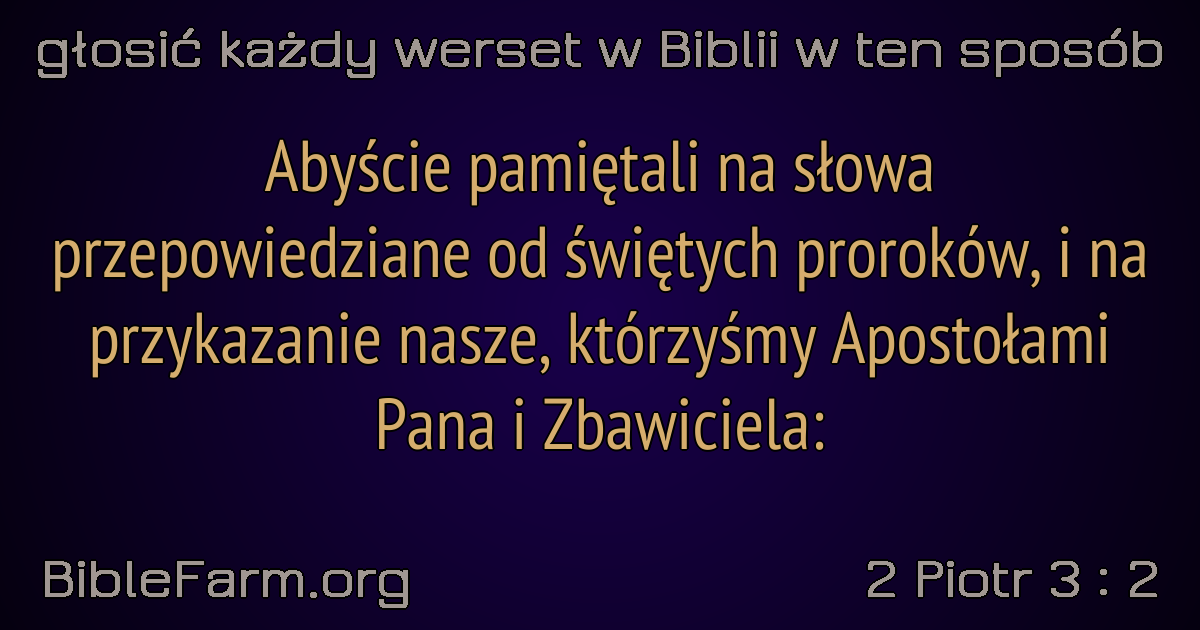 głosić każdy werset w Biblii w ten sposób
Abyście pamiętali na słowa
przepowiedziane od świętych proroków, i na
przykazanie nasze, którzyśmy Apostołami
Pana i Zbawiciela:
BibleFarm.org
2 Piotr 3 : 2